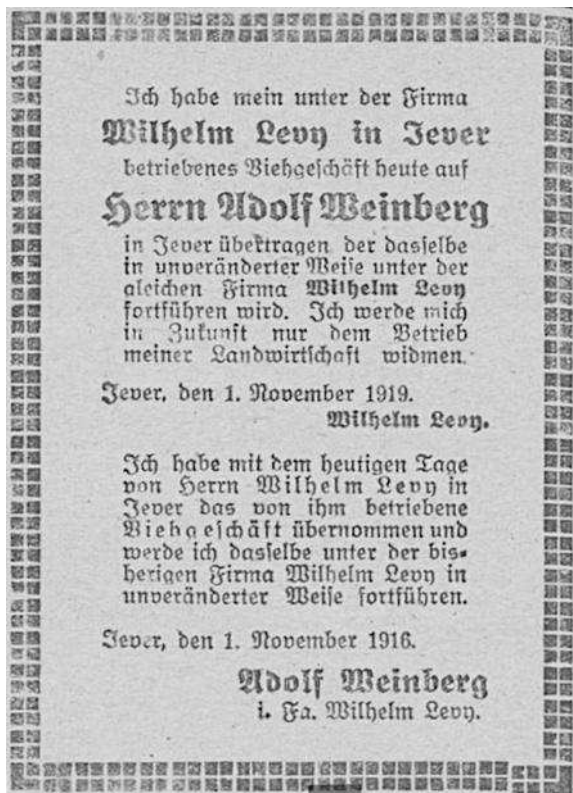 Ich habe mein unter der Firma
Wilhelm Levy in Jever
betriebenes Viehgeschäft heute auf
Herrn Adolf Weinberg
in Jever übertragen der dasselbe
in unveränderter Weise unter der
gleichen Firma Wilhelm Levy
fortführen wird. Ich werde mich
in Zukunft nur dem Betrieb
meiner Landwirtschaft widmen.
Jever, den 1. November 1919.
Wilhelm Levy.
Ich habe mit dem heutigen Tage
von Herrn Wilhelm Levy in
Jever das von ihm betriebene
Viehgeschäft übernommen und
werde ich dasselbe unter der bis-
herigen Firma Wilhelm Levy in
unveränderter Weise fortführen.
Jever, den 1. November 1916.
Adolf Weinberg
i. Fa. Wilhelm Levy.